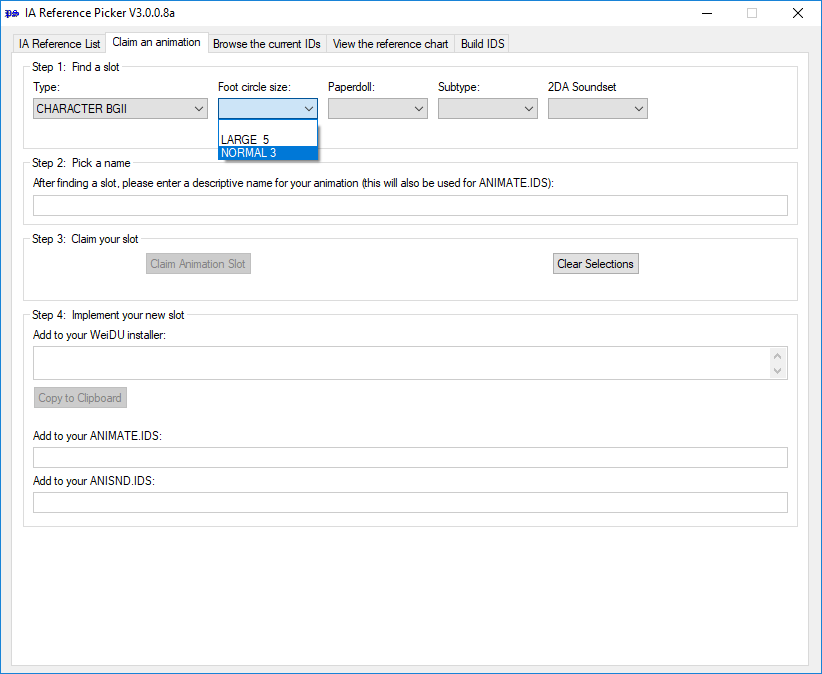 IA Reference Picker V3.0.0.8a
IA Reference List
Claim an animation
Browse the current IDs
View the reference chart
Build IDS
Step 1: Find a slot
Type:
Foot circle size:
Paperdoll:
Subtype:
2DA Soundset
CHARACTER BGII
LARGE 5
NORMAL 3
Step 2: Pick a name
After finding a slot, please enter a descriptive name for your animation (this will also be used for ANIMATE.IDS):
Step 3: Claim your slot
Claim Animation Slot
Clear Selections
Step 4: Implement your new slot
Add to your WeiDU installer:
Copy to Clipboard
Add to your ANIMATE.IDS:
Add to your ANISND.IDS: